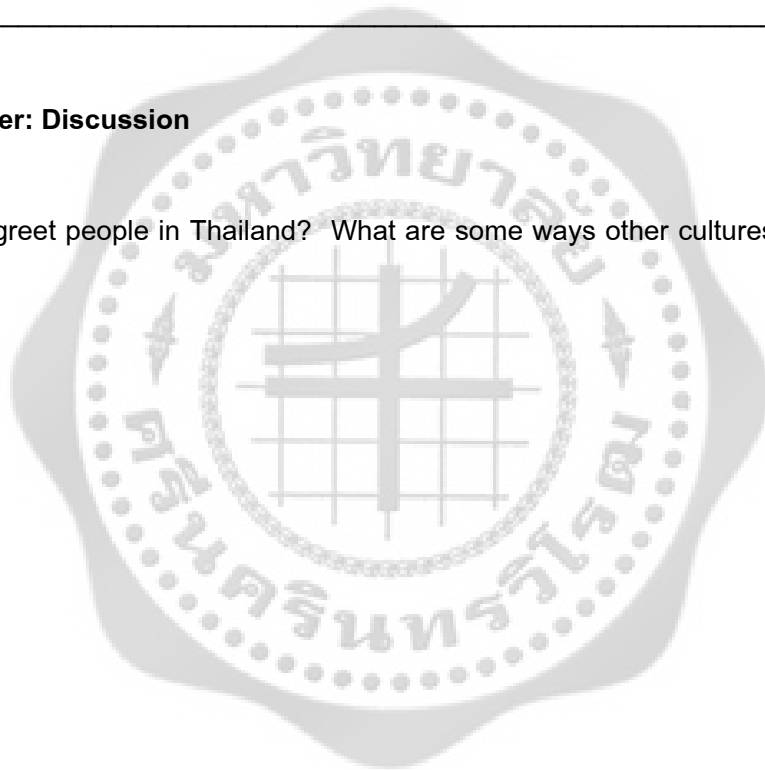 er: Discussion
greet people in Thailand? What are some ways other cultures
มหาวิทยาลัย
ศรีนครินทรวิโรฒ